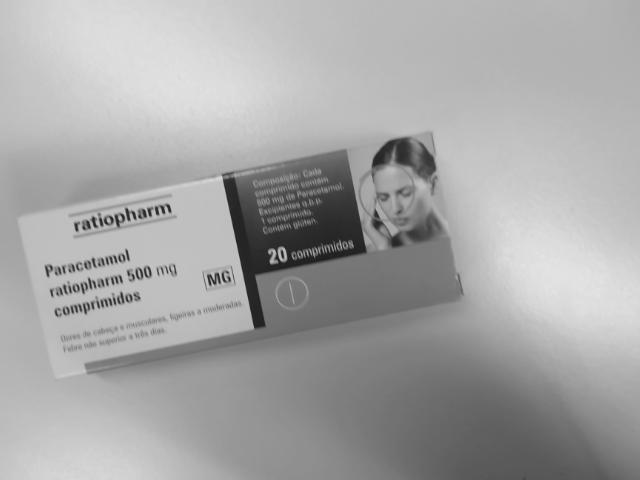 ratiopharm
Paracetamol
ratiopharm 500 mg
comprimidos
MG
Dores de cabeça e musculares, ligeiras a moderadas.
Febre não superior a três dias.
Composição: Cada
comprimido contém
500 mg de Paracetamol.
Excipientes q.b.p.
1 comprimido.
Contém glúten.
20 comprimidos